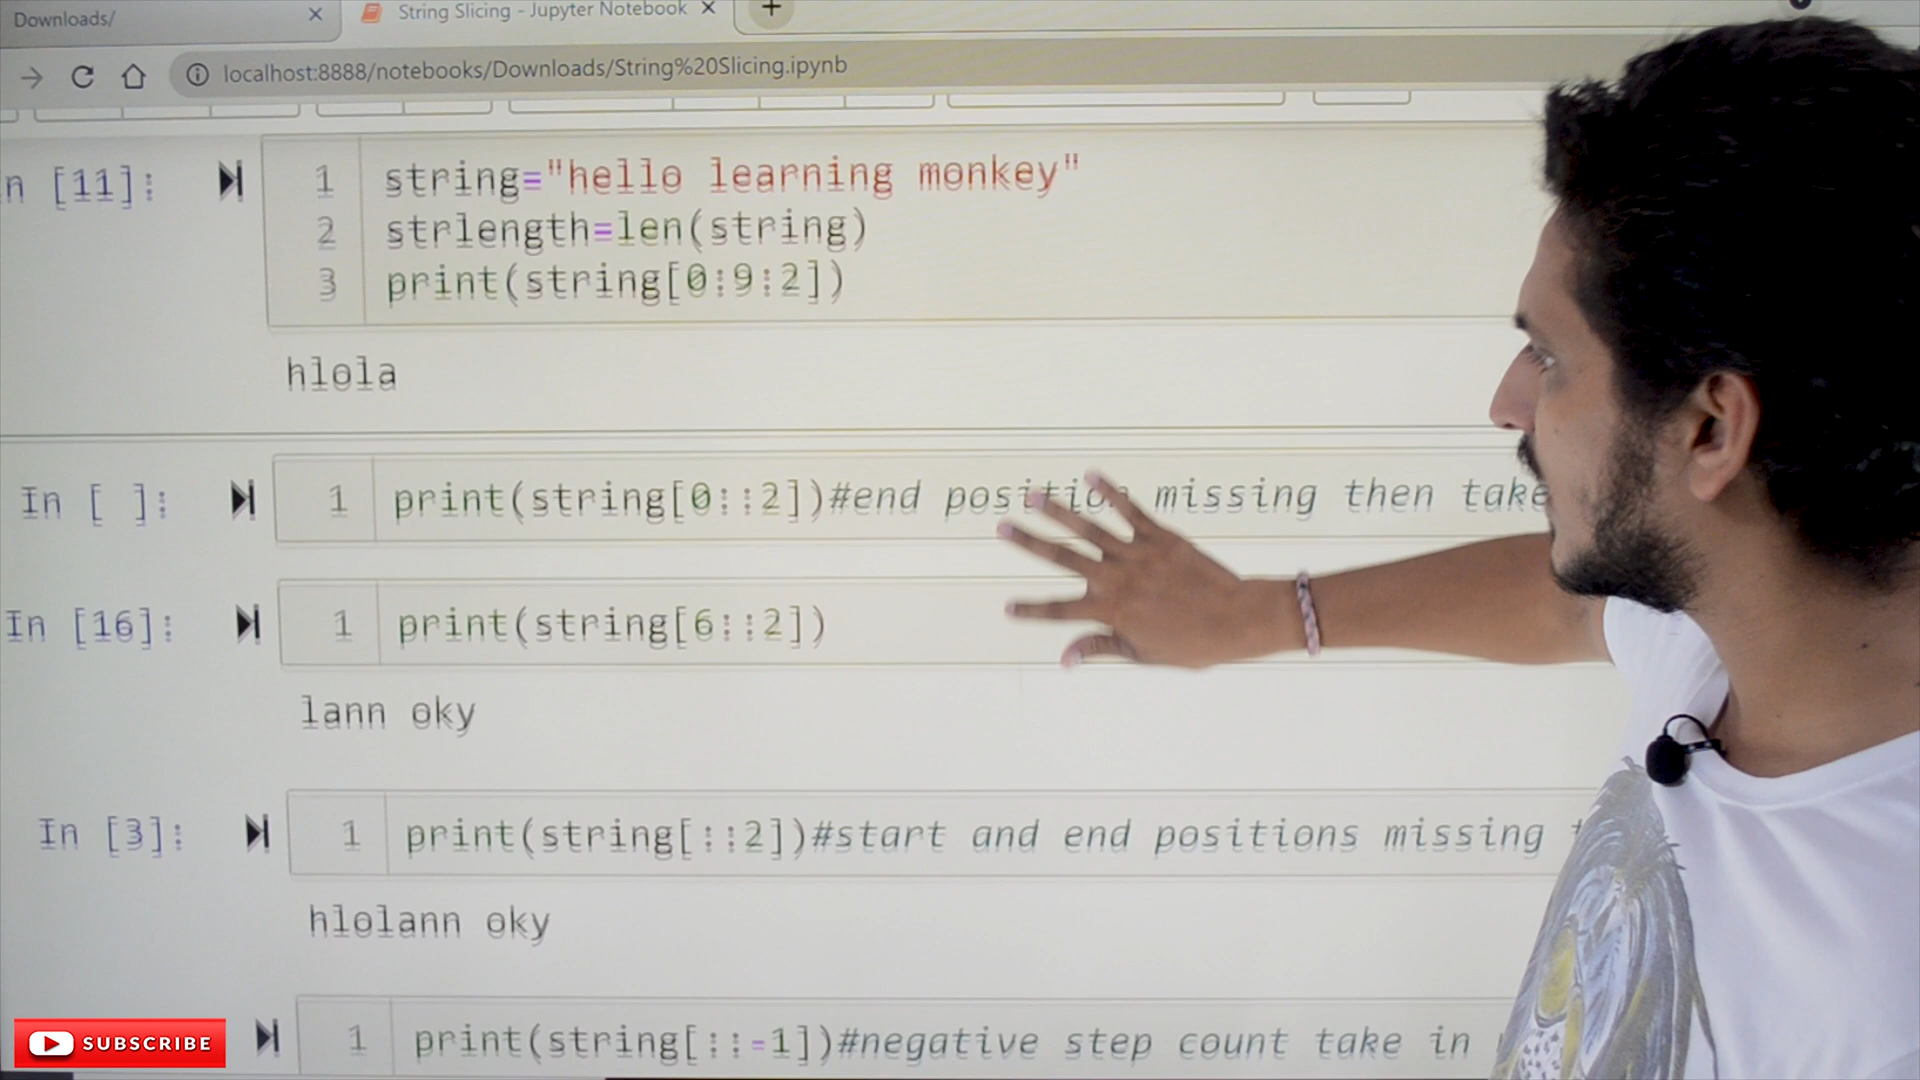 Downloads/
String Slicing - Jupyter Notebook
localhost:8888/notebooks/Downloads/String%20Slicing.ipynb
n [11]:
1 string="hello learning monkey"
2 strlength=len(string)
3 print(string[0:9:2])
hlola
In [ ]:
1 print(string[0::2])#end position missing then take
In [16]:
1 print(string[6::2])
lann oky
In [3]:
1 print(string[::2])#start and end positions missing
hlolann oky
1 print(string[::-1])#negative step count take in
SUBSCRIBE